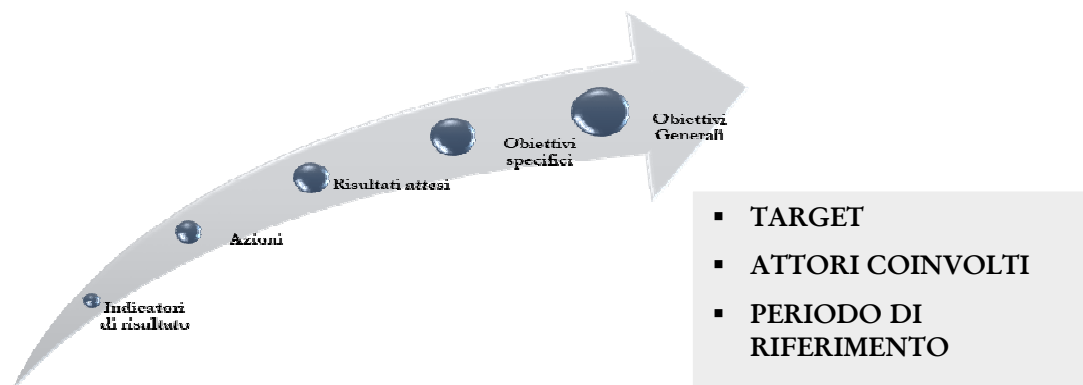 Obiettivi
Generali
Obiettivi
specifici
Risultati attesi
Azioni
Indicatori
di risultato
▪ TARGET
▪ ATTORI COINVOLTI
▪ PERIODO DI
RIFERIMENTO